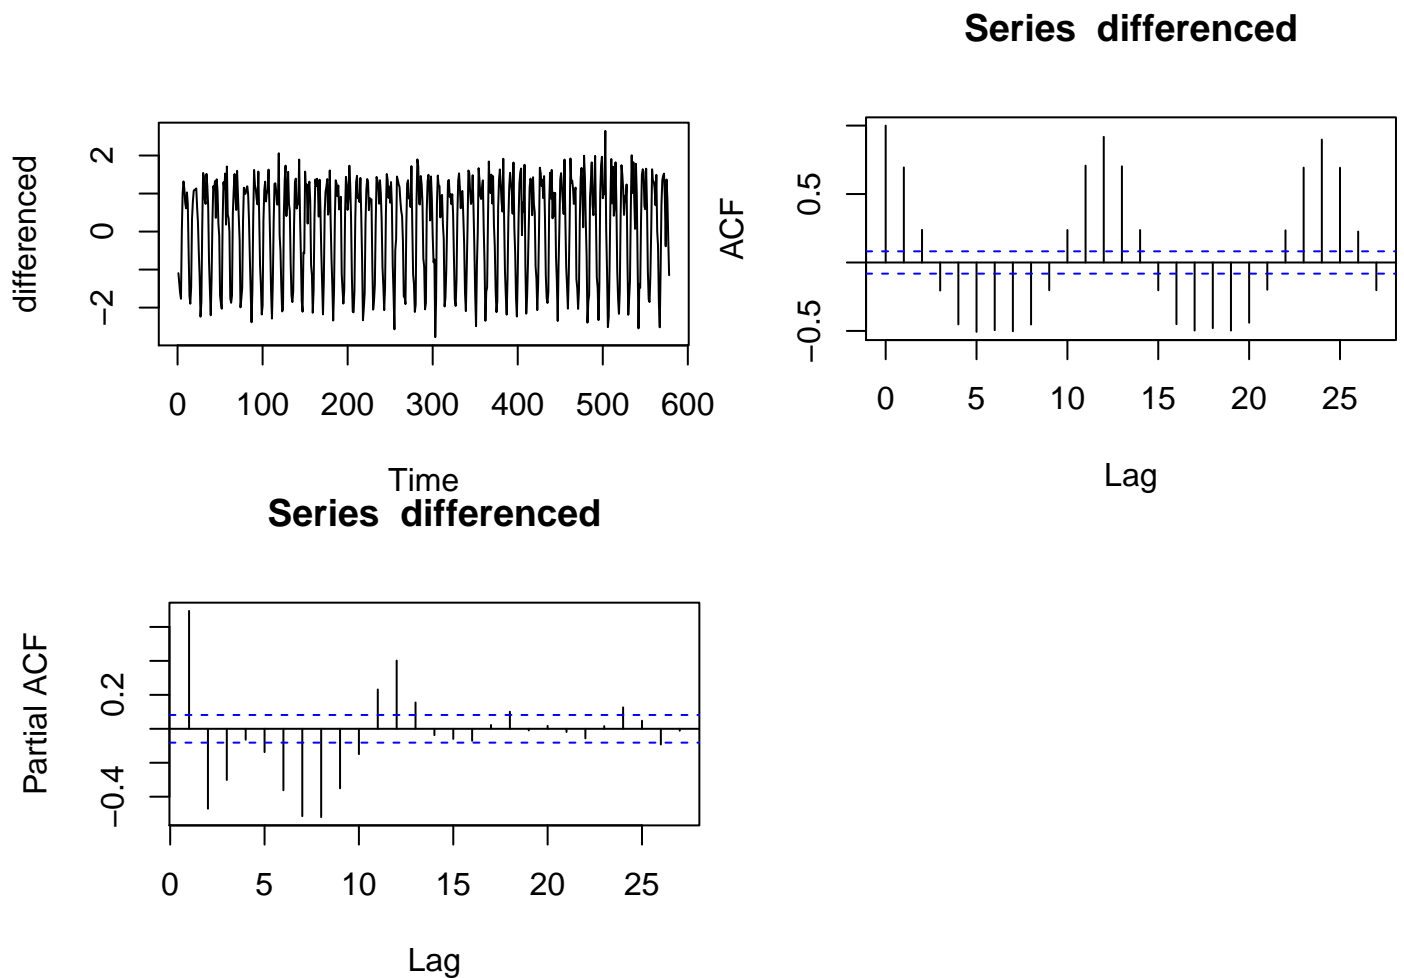 differenced
2
0
−2
0 100 200 300 400 500 600
Time
Series differenced
ACF
0.5
−0.5
0 5 10 15 20 25
Lag
Series differenced
Partial ACF
0.2
−0.4
0 5 10 15 20 25
Lag